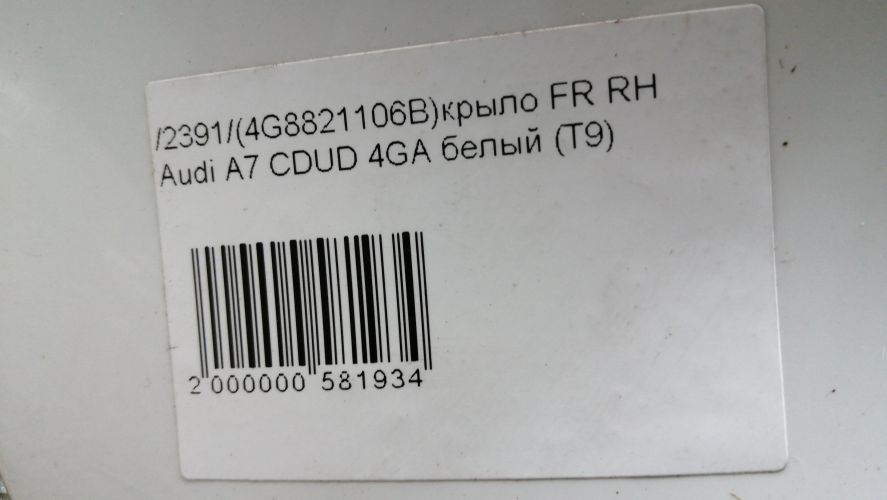 /2391/(4G8821106B)крыло FR RH
Audi A7 CDUD 4GA белый (T9)
2 000000 581934